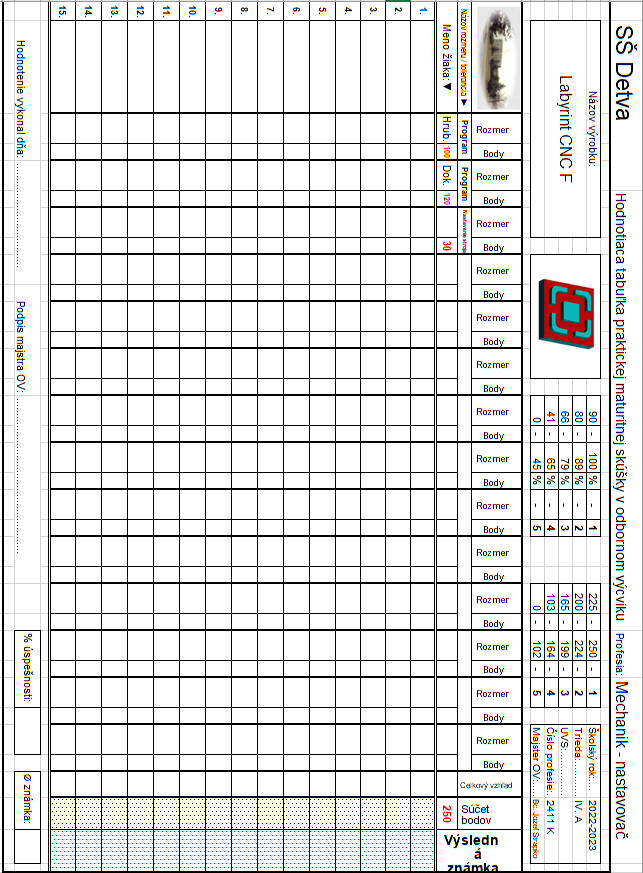 SŠ Detva Hodnotiaca tabuľka praktickej maturitnej skúšky v odbornom výcviku Profesia: Mechanik - nastavovač
Názov výrobku:
Labyrint CNC F
90 - 100 % - 1
80 - 89 % - 2
66 - 79 % - 3
41 - 65 % - 4
0 - 45 % - 5
225 - 250 - 1
200 - 224 - 2
165 - 199 - 3
103 - 164 - 4
0 - 102 - 5
Školský rok:... 2022-2023
Trieda:........ IV. A
UVS:............
Číslo profesie:. 2411 K
Majster OV:... Bc. Jozef Strapko
Rozmer Body Rozmer Body Rozmer Body Rozmer Body Rozmer Body Rozmer Body Rozmer Body Rozmer Body Rozmer Body Rozmer Body Rozmer Body Rozmer Body Rozmer Body Rozmer Body Celkový vzhľad
Názov rozmeru / tolerancia ▶ Program Program Nastavenie stroja Súčet bodov
Meno žiaka:▼ Hrub. 100 Dok. 120 30 250
Výsledn
á
známka
1.
2.
3.
4.
5.
6.
7.
8.
9.
10.
11.
12.
13.
14.
15.
Hodnotenie vykonal dňa: ........................ Podpis majstra OV: ........................................ % úspešnosti: Ø známka: